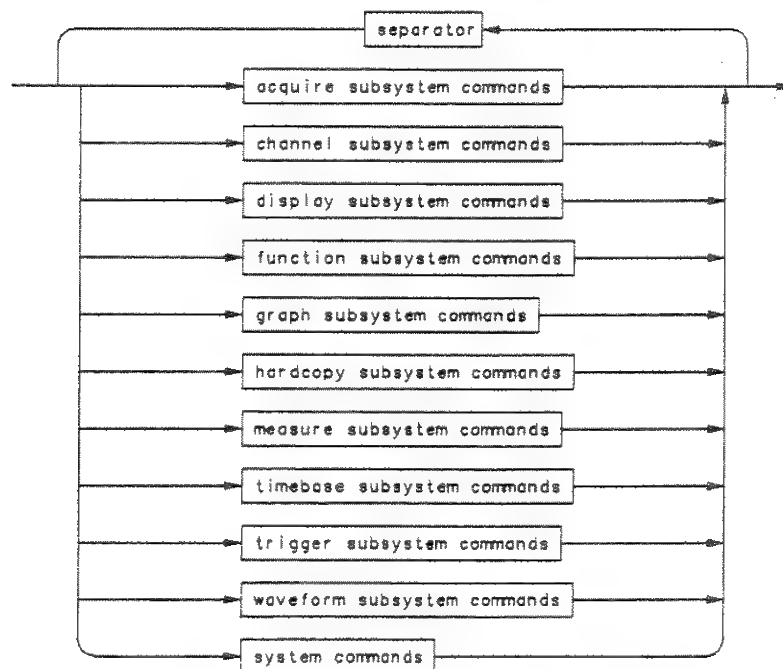 separator
acquire subsystem commands
channel subsystem commands
display subsystem commands
function subsystem commands
graph subsystem commands
hardcopy subsystem commands
measure subsystem commands
timebase subsystem commands
trigger subsystem commands
waveform subsystem commands
system commands